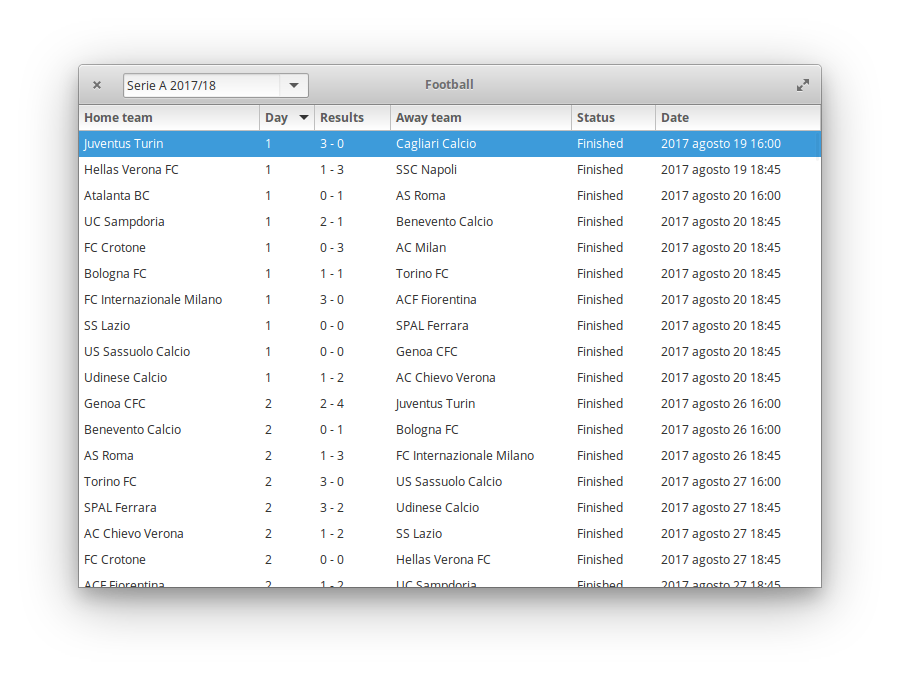 Serie A 2017/18 Football
Home team Day Results Away team Status Date
Juventus Turin 1 3 - 0 Cagliari Calcio Finished 2017 agosto 19 16:00
Hellas Verona FC 1 1 - 3 SSC Napoli Finished 2017 agosto 19 18:45
Atalanta BC 1 0 - 1 AS Roma Finished 2017 agosto 20 16:00
UC Sampdoria 1 2 - 1 Benevento Calcio Finished 2017 agosto 20 18:45
FC Crotone 1 0 - 3 AC Milan Finished 2017 agosto 20 18:45
Bologna FC 1 1 - 1 Torino FC Finished 2017 agosto 20 18:45
FC Internazionale Milano 1 3 - 0 ACF Fiorentina Finished 2017 agosto 20 18:45
SS Lazio 1 0 - 0 SPAL Ferrara Finished 2017 agosto 20 18:45
US Sassuolo Calcio 1 0 - 0 Genoa CFC Finished 2017 agosto 20 18:45
Udinese Calcio 1 1 - 2 AC Chievo Verona Finished 2017 agosto 20 18:45
Genoa CFC 2 2 - 4 Juventus Turin Finished 2017 agosto 26 16:00
Benevento Calcio 2 0 - 1 Bologna FC Finished 2017 agosto 26 16:00
AS Roma 2 1 - 3 FC Internazionale Milano Finished 2017 agosto 26 18:45
Torino FC 2 3 - 0 US Sassuolo Calcio Finished 2017 agosto 27 16:00
SPAL Ferrara 2 3 - 2 Udinese Calcio Finished 2017 agosto 27 18:45
AC Chievo Verona 2 1 - 2 SS Lazio Finished 2017 agosto 27 18:45
FC Crotone 2 0 - 0 Hellas Verona FC Finished 2017 agosto 27 18:45
ACF Fiorentina 2 1 - 2 UC Sampdoria Finished 2017 agosto 27 18:45